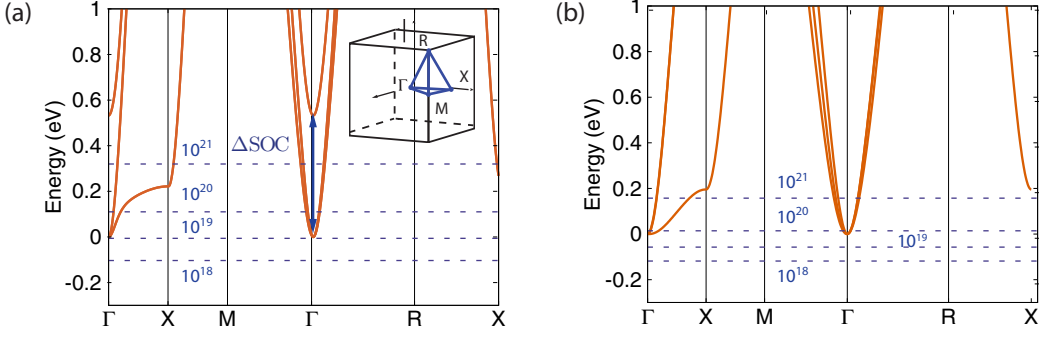 (a)
1
0.8
0.6
0.4
0.2
0
-0.2
Energy (eV)
10²¹
10²⁰
10¹⁹
10¹⁸
ΔSOC
R
Γ
X
M
Γ X M Γ R X
(b)
1
0.8
0.6
0.4
0.2
0
-0.2
Energy (eV)
10²¹
10²⁰
10¹⁹
10¹⁸
Γ X M Γ R X